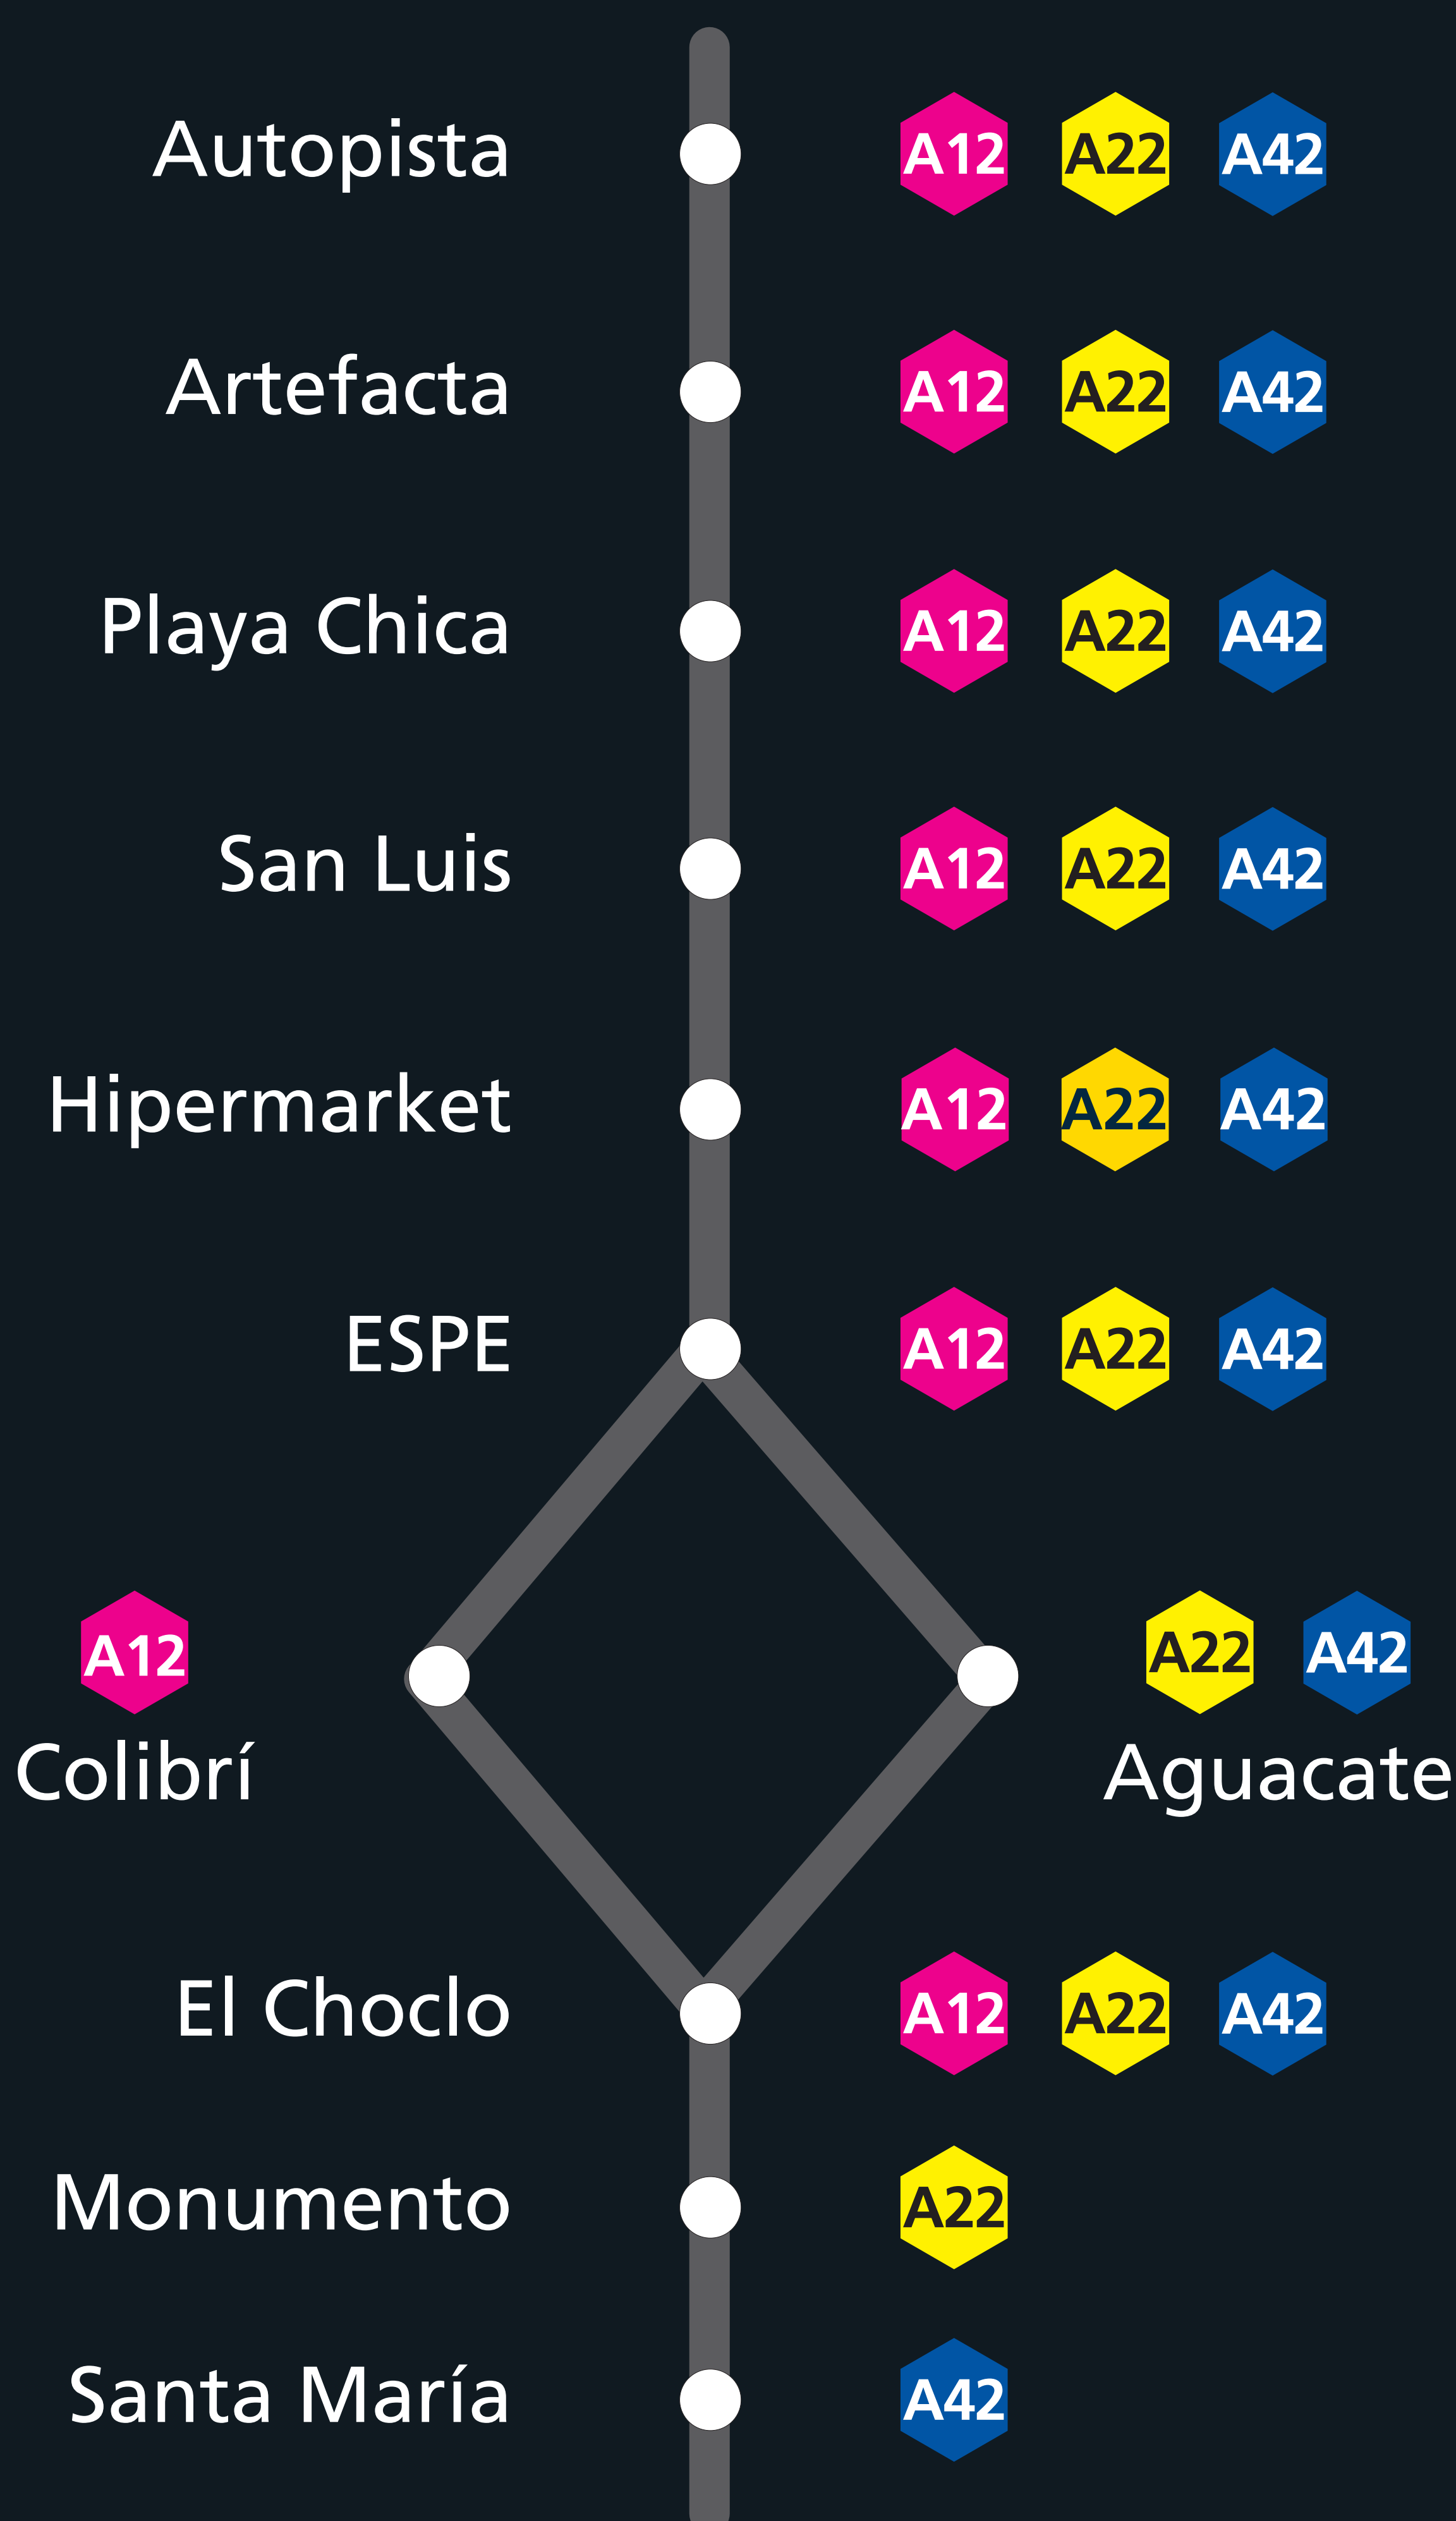 Autopista A12 A22 A42
Artefacta A12 A22 A42
Playa Chica A12 A22 A42
San Luis A12 A22 A42
Hipermarket A12 A22 A42
ESPE A12 A22 A42
A12
Colibrí
A22 A42
Aguacate
El Choclo A12 A22 A42
Monumento A22
Santa María A42